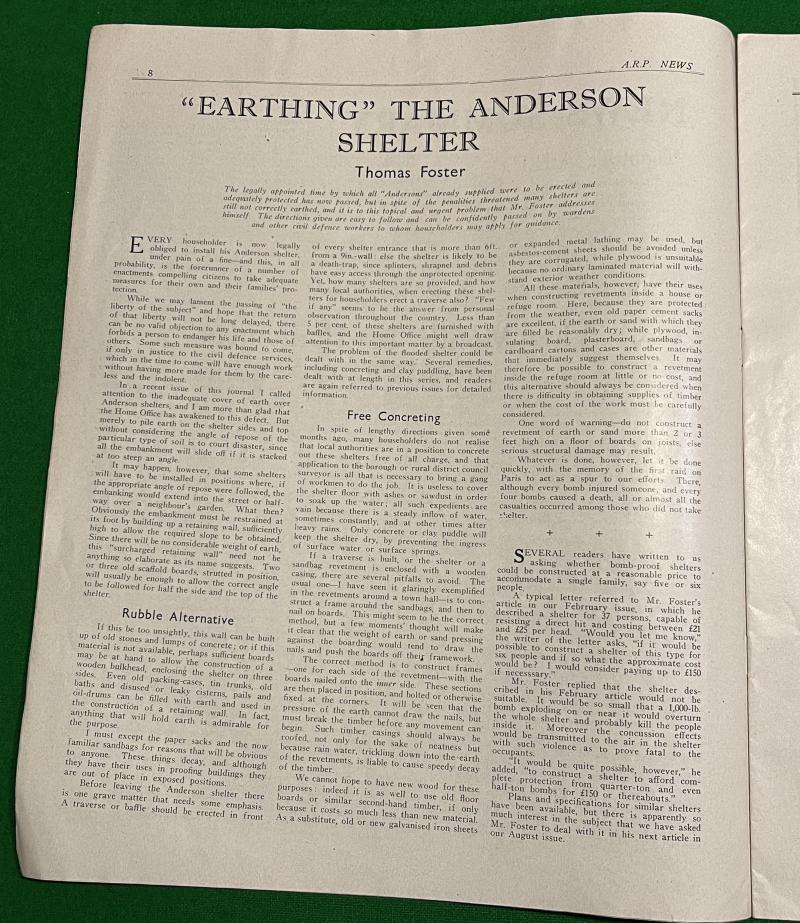 8
A.R.P. NEWS
"EARTHING" THE ANDERSON
SHELTER
Thomas Foster
The legally appointed time by which all "Andersons" already supplied were to be erected and
adequately protected has now passed, but in spite of the penalties threatened many shelters are
still not correctly earthed, and it is to this topical and urgent problem that Mr. Foster addresses
himself. The directions given are easy to follow and can be confidently passed on by wardens
and other civil defence workers to whom householders may apply for guidance.
EVERY householder is now legally
obliged to install his Anderson shelter,
under pain of a fine—and this, in all
probability, is the forerunner of a number of
enactments compelling citizens to take adequate
measures for their own and their families' pro-
tection.
While we may lament the passing of "the
liberty of the subject" and hope that the return
of that liberty will not be long delayed, there
can be no valid objection to any enactment which
forbids a person to endanger his life and those of
others. Some such measure was bound to come,
if only in justice to the civil defence services,
which in the time to come will have enough work
without having more made for them by the care-
less and the indolent.
In a recent issue of this journal I called
attention to the inadequate cover of earth over
Anderson shelters, and I am more than glad that
the Home Office has awakened to this defect. But
merely to pile earth on the shelter sides and top
without considering the angle of repose of the
particular type of soil is to court disaster, since
all the embankment will slide off if it is stacked
at too steep an angle.
It may happen, however, that some shelters
will have to be installed in positions where, if
the appropriate angle of repose were followed, the
embanking would extend into the street or half-
way over a neighbour's garden. What then?
Obviously the embankment must be restrained at
its foot by building up a retaining wall, sufficiently
high to allow the required slope to be obtained.
Since there will be no considerable weight of earth,
this "surcharged retaining wall" need not be
anything so elaborate as its name suggests. Two
or three old scaffold boards, strutted in position,
will usually be enough to allow the correct angle
to be followed for half the side and the top of the
shelter.
Rubble Alternative
If this be too unsightly, this wall can be built
up of old stones and lumps of concrete; or if this
material is not available, perhaps sufficient boards
may be at hand to allow the construction of a
wooden bulkhead, enclosing the shelter on three
sides. Even old packing-cases, tin trunks, old
baths and disused or leaky cisterns, pails and
oil-drums can be filled with earth and used in
the construction of a retaining wall. In fact,
anything that will hold earth is admirable for
the purpose.
I must except the paper sacks and the now
familiar sandbags for reasons that will be obvious
to anyone. These things decay, and although
they have their uses in proofing buildings they
are out of place in exposed positions.
Before leaving the Anderson shelter there
is one grave matter that needs some emphasis.
A traverse or baffle should be erected in front
of every shelter entrance that is more than 6ft.
from a 9in.-wall: else the shelter is likely to be
a death-trap, since splinters, shrapnel and debris
have easy access through the unprotected opening.
Yet, how many shelters are so provided, and how
many local authorities, when erecting these shel-
ters for householders erect a traverse also? "Few
if any" seems to be the answer from personal
observation throughout the country. Less than
5 per cent. of these shelters are furnished with
baffles, and the Home Office might well draw
attention to this important matter by a broadcast.
The problem of the flooded shelter could be
dealt with in the same way. Several remedies,
including concreting and clay puddling, have been
dealt with at length in this series, and readers
are again referred to previous issues for detailed
information.
Free Concreting
In spite of lengthy directions given some
months ago, many householders do not realise
that local authorities are in a position to concrete
out these shelters free of all charge, and that
application to the borough or rural district council
surveyor is all that is necessary to bring a gang
of workmen to do the job. It is useless to cover
the shelter floor with ashes or sawdust in order
to soak up the water; all such expedients are
vain because there is a steady inflow of water,
sometimes constantly, and at other times after
heavy rains. Only concrete or clay puddle will
keep the shelter dry, by preventing the ingress
of surface water or surface springs.
If a traverse is built, or the shelter or a
sandbag revetment is enclosed with a wooden
casing, there are several pitfalls to avoid. The
usual one—I have seen it glaringly exemplified
in the revetments around a town hall—is to con-
struct a frame around the sandbags, and then to
nail on boards. This might seem to be the correct
method, but a few moments' thought will make
it clear that the weight of earth or sand pressing
against the boarding would tend to draw the
nails and push the boards off their framework.
The correct method is to construct frames
—one for each side of the revetment—with the
boards nailed onto the inner side. These sections
are then placed in position, and bolted or otherwise
fixed at the corners. It will be seen that the
pressure of the earth cannot draw the nails, but
must break the timber before any movement can
begin. Such timber casings should always be
roofed, not only for the sake of neatness but
because rain water, trickling down into the earth
of the revetments, is liable to cause speedy decay
of the timber.
We cannot hope to have new wood for these
purposes: indeed it is as well to use old floor
boards or similar second-hand timber, if only
because it costs so much less than new material.
As a substitute, old or new galvanised iron sheets
or expanded metal lathing may be used, but
asbestos-cement sheets should be avoided unless
they are corrugated, while plywood is unsuitable
because no ordinary laminated material will with-
stand exterior weather conditions.
All these materials, however, have their uses
when constructing revetments inside a house or
refuge room. Here, because they are protected
from the weather, even old paper cement sacks
are excellent, if the earth or sand with which they
are filled be reasonably dry; while plywood, in-
sulating board, plasterboard, sandbags or
cardboard cartons and cases are other materials
that immediately suggest themselves. It may
therefore be possible to construct a revetment
inside the refuge room at little or no cost, and
this alternative should always be considered when
there is difficulty in obtaining supplies of timber
or when the cost of the work must be carefully
considered.
One word of warning—do not construct a
revetment of earth or sand more than 2 or 3
feet high on a floor of boards on joists, else
serious structural damage may result.
Whatever is done, however, let it be done
quickly, with the memory of the first raid on
Paris to act as a spur to our efforts. There,
although every bomb injured someone, and every
four bombs caused a death, all or almost all the
casualties occurred among those who did not take
shelter.
+ + +
SEVERAL readers have written to us
asking whether bomb-proof shelters
could be constructed at a reasonable price to
accommodate a single family, say five or six
people.
A typical letter referred to Mr. Foster's
article in our February issue, in which he
described a shelter for 37 persons, capable of
resisting a direct hit and costing between £21
and £25 per head. "Would you let me know,"
the writer of the letter asks, "if it would be
possible to construct a shelter of this type for
six people and if so what the approximate cost
would be? I would consider paying up to £150
if necessary."
Mr. Foster replied that the shelter des-
cribed in his February article would not be
suitable. It would be so small that a 1,000-lb.
bomb exploding on or near it would overturn
the whole shelter and probably kill the people
inside it. Moreover the concussion effects
would be transmitted to the air in the shelter
with such violence as to prove fatal to the
occupants.
"It would be quite possible, however," he
added, "to construct a shelter to afford com-
plete protection from quarter-ton and even
half-ton bombs for £150 or thereabouts."
Plans and specifications for similar shelters
have been available, but there is apparently so
much interest in the subject that we have asked
Mr. Foster to deal with it in his next article in
our August issue.